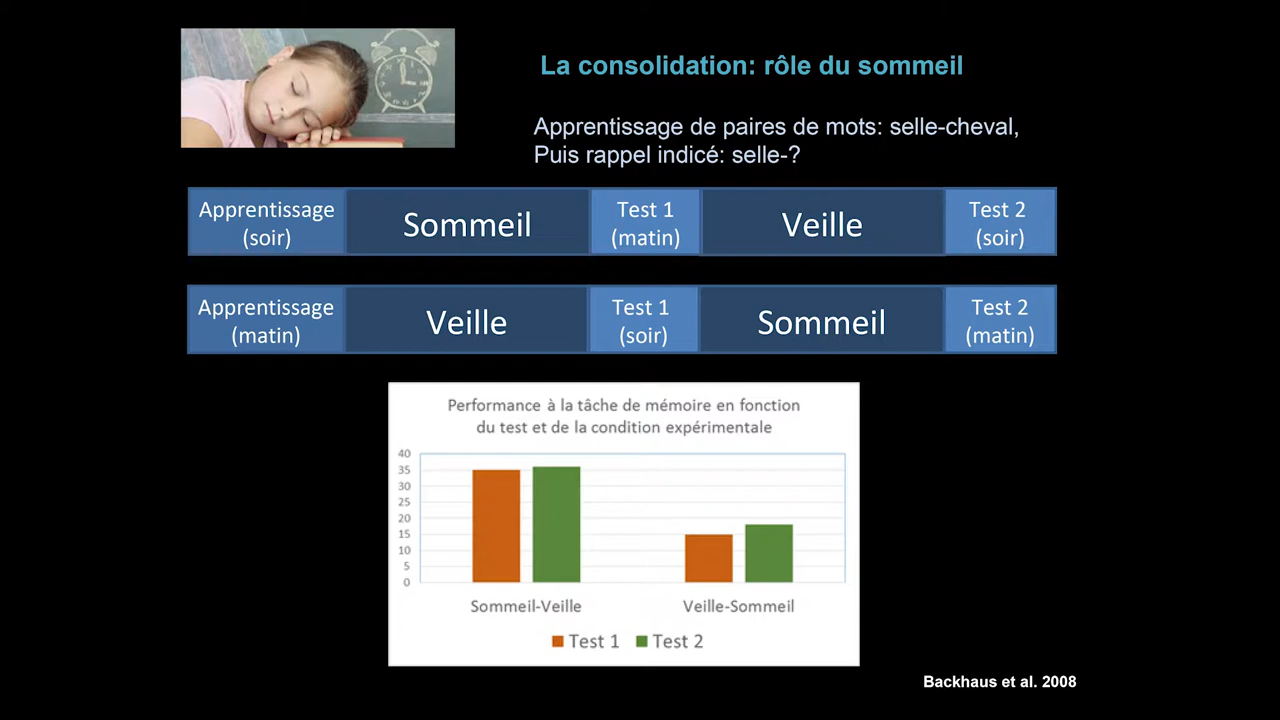 La consolidation: rôle du sommeil
Apprentissage de paires de mots: selle-cheval,
Puis rappel indicé: selle-?
Apprentissage
(soir)
Sommeil
Test 1
(matin)
Veille
Test 2
(soir)
Apprentissage
(matin)
Veille
Test 1
(soir)
Sommeil
Test 2
(matin)
Performance à la tâche de mémoire en fonction
du test et de la condition expérimentale
40
35
30
25
20
15
10
5
0
Sommeil-Veille
Veille-Sommeil
Test 1
Test 2
Backhaus et al. 2008